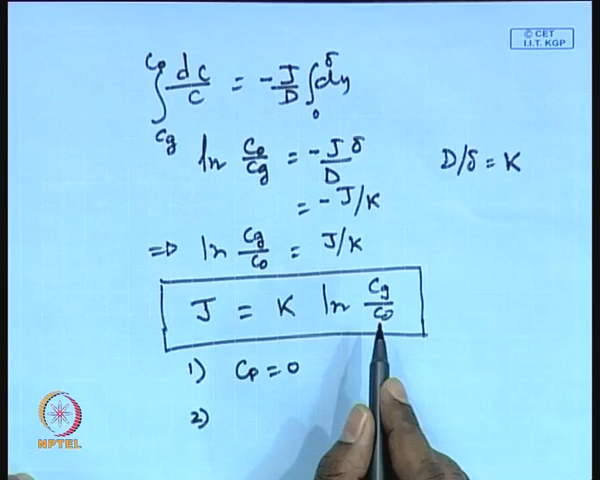 © CET
I.I.T. KGP
∫_{Cg}^{C0} dC/C = -J/D ∫_0^δ dy
ln C0/Cg = -Jδ/D
D/δ = K
= -J/K
⇒ ln Cg/C0 = J/K
J = K ln Cg/C0
1) Cp = 0
2)
NPTEL